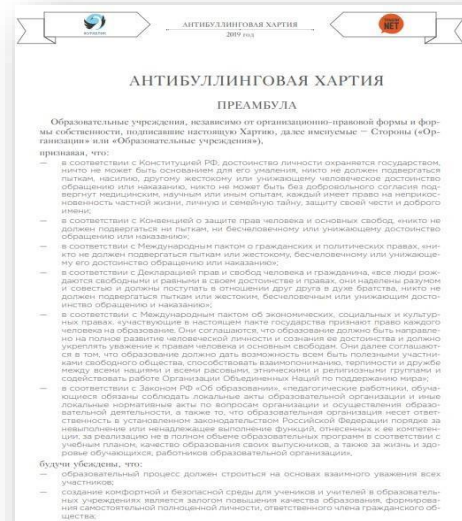 АНТИБУЛЛИНГОВАЯ ХАРТИЯ
2019 год
NET
АНТИБУЛЛИНГОВАЯ ХАРТИЯ
ПРЕАМБУЛА
Образовательные учреждения, независимо от организационно-правовой формы и фор-
мы собственности, подписавшие настоящую Хартию, далее именуемые – Стороны («Ор-
ганизации» или «Образовательные учреждения»),
признавая, что:
— в соответствии с Конституцией РФ, достоинство личности охраняется государством,
ничто не может быть основанием для его умаления, никто не должен подвергаться
пыткам, насилию, другому жестокому или унижающему человеческое достоинство
обращению или наказанию, никто не может быть без добровольного согласия под-
вергнут медицинским, научным или иным опытам, каждый имеет право на неприкос-
новенность частной жизни, личную и семейную тайну, защиту своей чести и доброго
имени;
— в соответствии с Конвенцией о защите прав человека и основных свобод, «никто не
должен подвергаться ни пыткам, ни бесчеловечному или унижающему достоинство
обращению или наказанию»;
— в соответствии с Международным пактом о гражданских и политических правах, «ни-
кто не должен подвергаться пыткам или жестокому, бесчеловечному или унижающе-
му его достоинство обращению или наказанию»;
— в соответствии с Декларацией прав и свобод человека и гражданина, «все люди рож-
даются свободными и равными в своем достоинстве и правах, они наделены разумом
и совестью и должны поступать в отношении друг друга в духе братства, никто не
должен подвергаться пыткам или жестоким, бесчеловечным или унижающим досто-
инство обращению и наказанию»;
— в соответствии с Международным пактом об экономических, социальных и культур-
ных правах, «участвующие в настоящем пакте государства признают право каждого
человека на образование. Они соглашаются, что образование должно быть направле-
но на полное развитие человеческой личности и сознания ее достоинства и должно
укреплять уважение к правам человека и основным свободам. Они далее соглашают-
ся в том, что образование должно дать возможность всем быть полезными участни-
ками свободного общества, способствовать взаимопониманию, терпимости и дружбе
между всеми нациями и всеми расовыми, этническими и религиозными группами и
содействовать работе Организации Объединенных Наций по поддержанию мира»;
— в соответствии с Законом РФ «Об образовании», «педагогические работники, обуча-
ющиеся обязаны соблюдать локальные акты образовательной организации и иные
локальные нормативные акты по вопросам организации и осуществления образо-
вательной деятельности, а также то, что образовательная организация несет ответ-
ственность в установленном законодательством Российской Федерации порядке за
невыполнение или ненадлежащее выполнение функций, отнесенных к ее компетен-
ции, за реализацию не в полном объеме образовательных программ в соответствии с
учебным планом, качество образования своих выпускников, а также за жизнь и здо-
ровье обучающихся, работников образовательной организации»,
будучи убеждены, что:
— образовательный процесс должен строиться на основах взаимного уважения всех
участников;
— создание комфортной и безопасной среды для учеников и учителей в образователь-
ных учреждениях является залогом повышения качества образования, формирова-
ния самостоятельной полноценной личности, ответственного члена гражданского об-
щества;